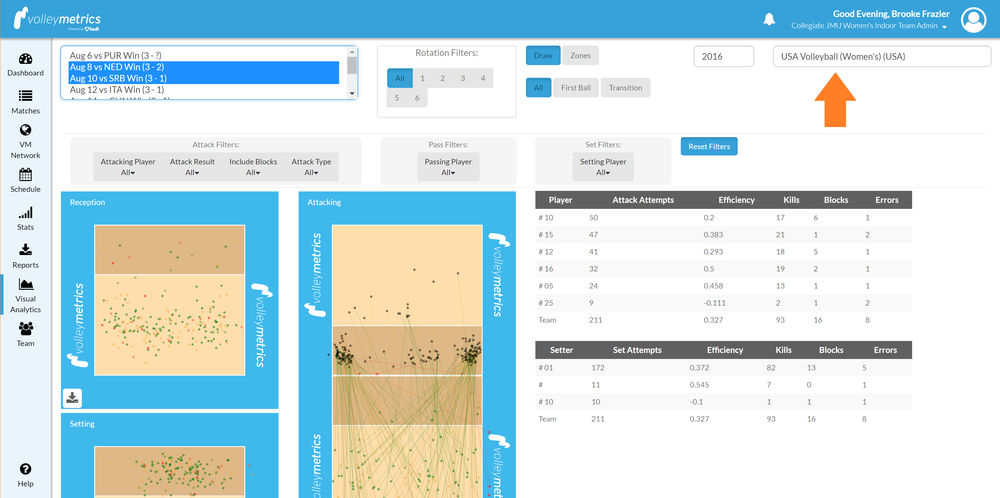 volleymetrics
Powered by hudl
Good Evening, Brooke Frazier
Collegiate JMU Women's Indoor Team Admin
Dashboard
Matches
VM
Network
Schedule
Stats
Reports
Visual
Analytics
Team
Help
Aug 6 vs PUR Win (3 - ?)
Aug 8 vs NED Win (3 - 2)
Aug 10 vs SRB Win (3 - 1)
Aug 12 vs ITA Win (3 - 1)
Rotation Filters:
All 1 2 3 4
5 6
Draw Zones
All First Ball Transition
2016
USA Volleyball (Women's) (USA)
Attack Filters:
Attacking Player Attack Result Include Blocks Attack Type
All All All All
Pass Filters:
Passing Player
All
Set Filters:
Setting Player
All
Reset Filters
Reception
volleymetrics
volleymetrics
Setting
Attacking
volleymetrics
volleymetrics
volleymetrics
Player Attack Attempts Efficiency Kills Blocks Errors
# 10 50 0.2 17 6 1
# 15 47 0.383 21 1 2
# 12 41 0.293 18 5 1
# 16 32 0.5 19 2 1
# 05 24 0.458 13 1 1
# 25 9 -0.111 2 1 2
Team 211 0.327 93 16 8
Setter Set Attempts Efficiency Kills Blocks Errors
# 01 172 0.372 82 13 5
# 11 0.545 7 0 1
# 10 10 -0.1 1 1 1
Team 211 0.327 93 16 8